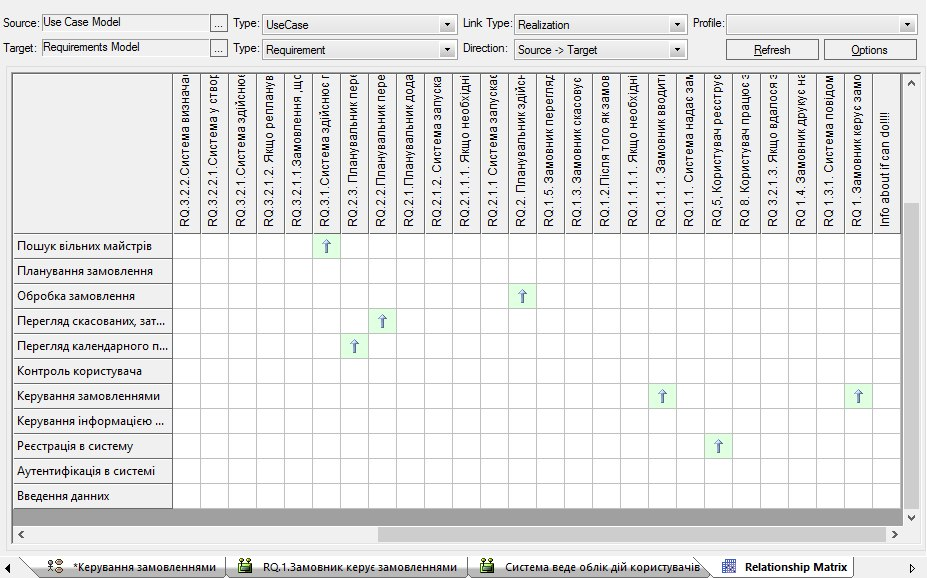 Source: Use Case Model ... Type: UseCase Link Type: Realization Profile:
Target: Requirements Model ... Type: Requirement Direction: Source -> Target Refresh Options
RQ.3.2.2.Система визнача
RQ.3.2.2.1.Система у створ
RQ.3.2.1. Система здійснює
RQ.3.2.1.2. Якщо
RQ.3.2.1.1.Замовлення ,що
RQ.3.1.Система здійснює
RQ.2.3. Планувальник пере
RQ.2.2.Планувальник пере
RQ.2.1.Планувальник дода
RQ.2.1.2. Система запуска
RQ.2.1.1.1. Якщо необхідні
RQ.2.1.1 Система запускає
RQ.2. Планувальник здійсн
RQ.1.5. Замовник перегляд
RQ.1.3. Замовник скасовує
RQ.1.2.Після того як замов
RQ.1.1.1.1. Якщо необхідні
RQ.1.1.1. Замовник вводит
RQ.1.1. Система надає зам
RQ,5, Користувач реєструє
RQ 8. Користувач працює з
RQ.3.2.1.3. Якщо вдалося з
RQ 1.4. Замовник друкує на
RQ 1.3.1. Система повідом
RQ 1. Замовник керує замо
Info about if can do!!!!
Пошук вільних майстрів
Планування замовлення
Обробка замовлення
Перегляд скасованих, зат...
Перегляд календарного п...
Контроль користувача
Керування замовленнями
Керування інформацією ...
Реєстрація в систему
Аутентифікація в системі
Введення данних
*Керування замовленнями RQ.1.Замовник керує замовленнями Система веде облік дій користувачів Relationship Matrix